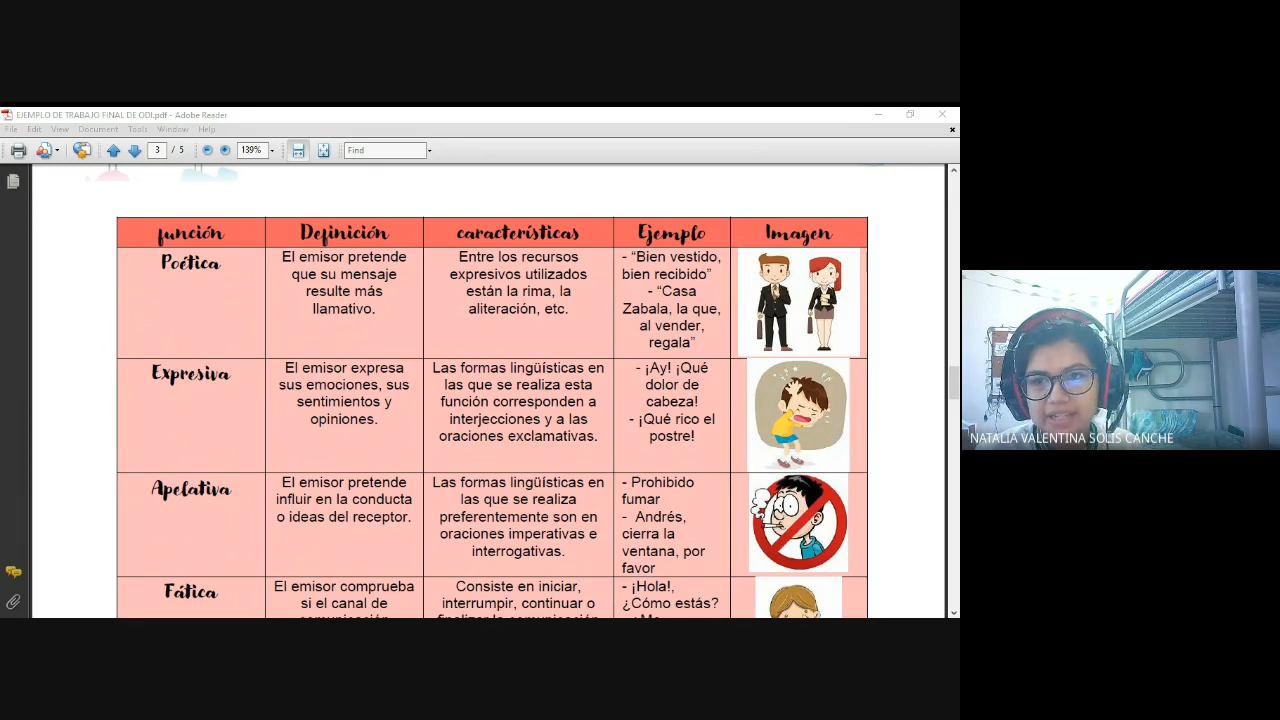 EJEMPLO DE TRABAJO FINAL DE ODI.pdf - Adobe Reader
File Edit View Document Tools Window Help
3 / 5 139% Find
función Definición características Ejemplo Imagen
Poética
El emisor pretende
que su mensaje
resulte más
llamativo.
Entre los recursos
expresivos utilizados
están la rima, la
aliteración, etc.
- “Bien vestido,
bien recibido”
- “Casa
Zabala, la que,
al vender,
regala”
Expresiva
El emisor expresa
sus emociones, sus
sentimientos y
opiniones.
Las formas lingüísticas en
las que se realiza esta
función corresponden a
interjecciones y a las
oraciones exclamativas.
- ¡Ay! ¡Qué
dolor de
cabeza!
- ¡Qué rico el
postre!
Apelativa
El emisor pretende
influir en la conducta
o ideas del receptor.
Las formas lingüísticas en
las que se realiza
preferentemente son en
oraciones imperativas e
interrogativas.
- Prohibido
fumar
- Andrés,
cierra la
ventana, por
favor
Fática
El emisor comprueba
si el canal de
Consiste en iniciar,
interrumpir, continuar o
- ¡Hola!,
¿Cómo estás?
NATALIA VALENTINA SOLIS CANCHE